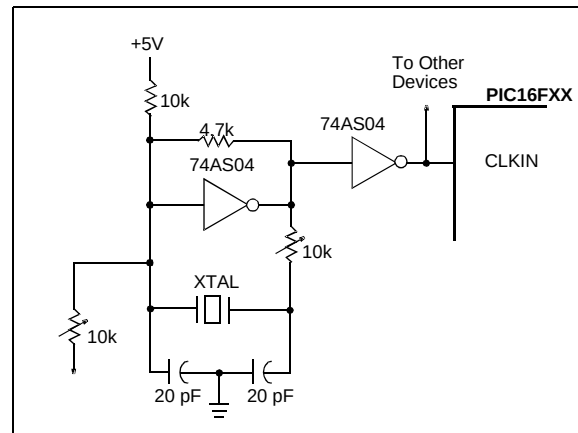 +5V
To Other
Devices
10k
PIC16FXX
4.7k
74AS04
74AS04
CLKIN
10k
XTAL
10k
20 pF
20 pF